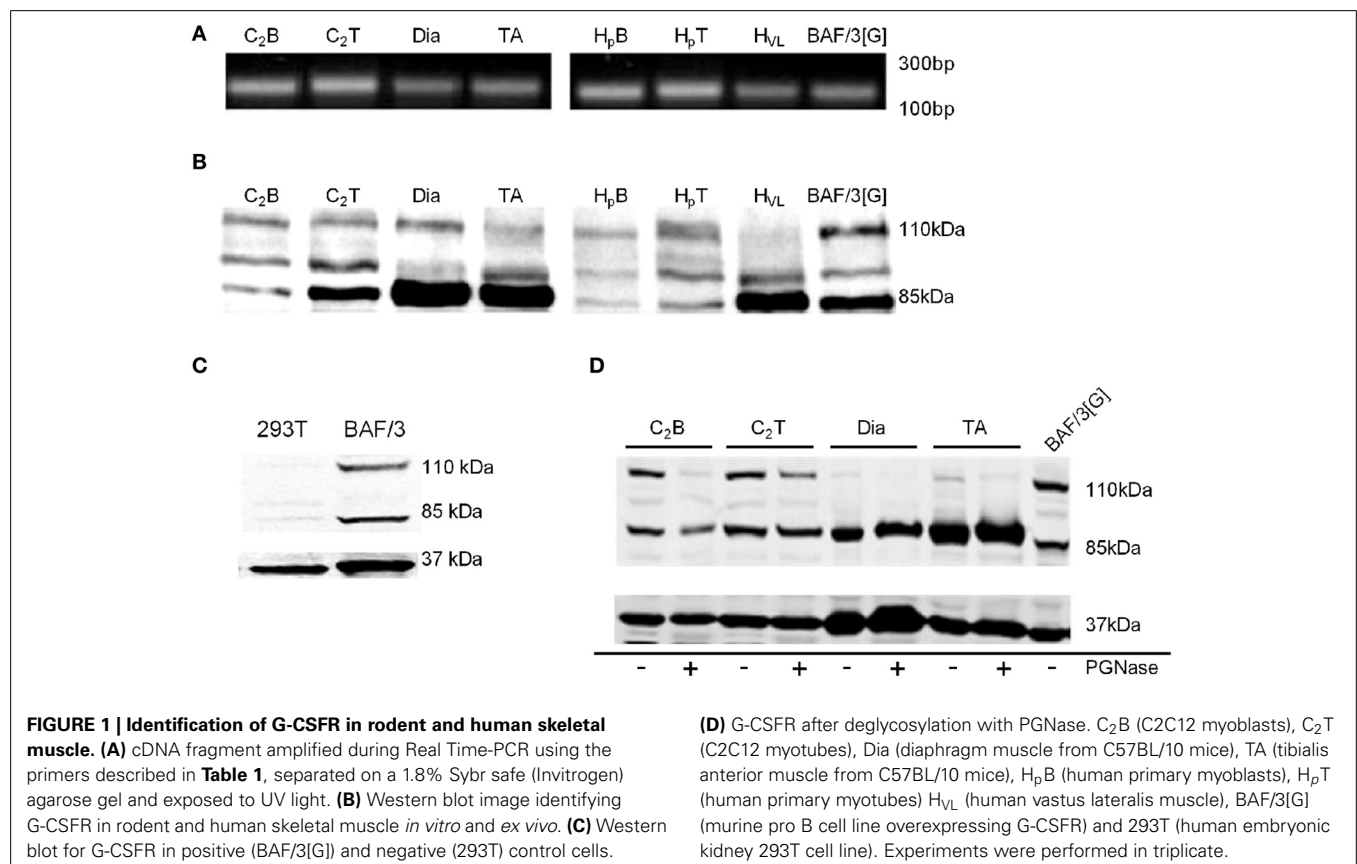 A
C₂B C₂T Dia TA HₚB HₚT H_VL BAF/3[G]
300bp
100bp
B
C₂B C₂T Dia TA HₚB HₚT H_VL BAF/3[G]
110kDa
85kDa
C
293T BAF/3
110 kDa
85 kDa
37 kDa
D
C₂B C₂T Dia TA BAF/3[G]
110kDa
85kDa
37kDa
- + - + - + - + - PGNase
FIGURE 1 | Identification of G-CSFR in rodent and human skeletal
muscle. (A) cDNA fragment amplified during Real Time-PCR using the
primers described in Table 1, separated on a 1.8% Sybr safe (Invitrogen)
agarose gel and exposed to UV light. (B) Western blot image identifying
G-CSFR in rodent and human skeletal muscle in vitro and ex vivo. (C) Western
blot for G-CSFR in positive (BAF/3[G]) and negative (293T) control cells.
(D) G-CSFR after deglycosylation with PGNase. C₂B (C2C12 myoblasts), C₂T
(C2C12 myotubes), Dia (diaphragm muscle from C57BL/10 mice), TA (tibialis
anterior muscle from C57BL/10 mice), HₚB (human primary myoblasts), HₚT
(human primary myotubes) H_VL (human vastus lateralis muscle), BAF/3[G]
(murine pro B cell line overexpressing G-CSFR) and 293T (human embryonic
kidney 293T cell line). Experiments were performed in triplicate.